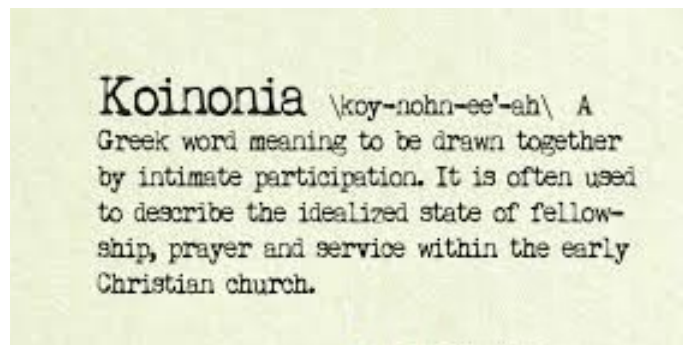 Koinonia \koy-nohn-ee'-ah\ A
Greek word meaning to be drawn together
by intimate participation. It is often used
to describe the idealized state of fellow-
ship, prayer and service within the early
Christian church.